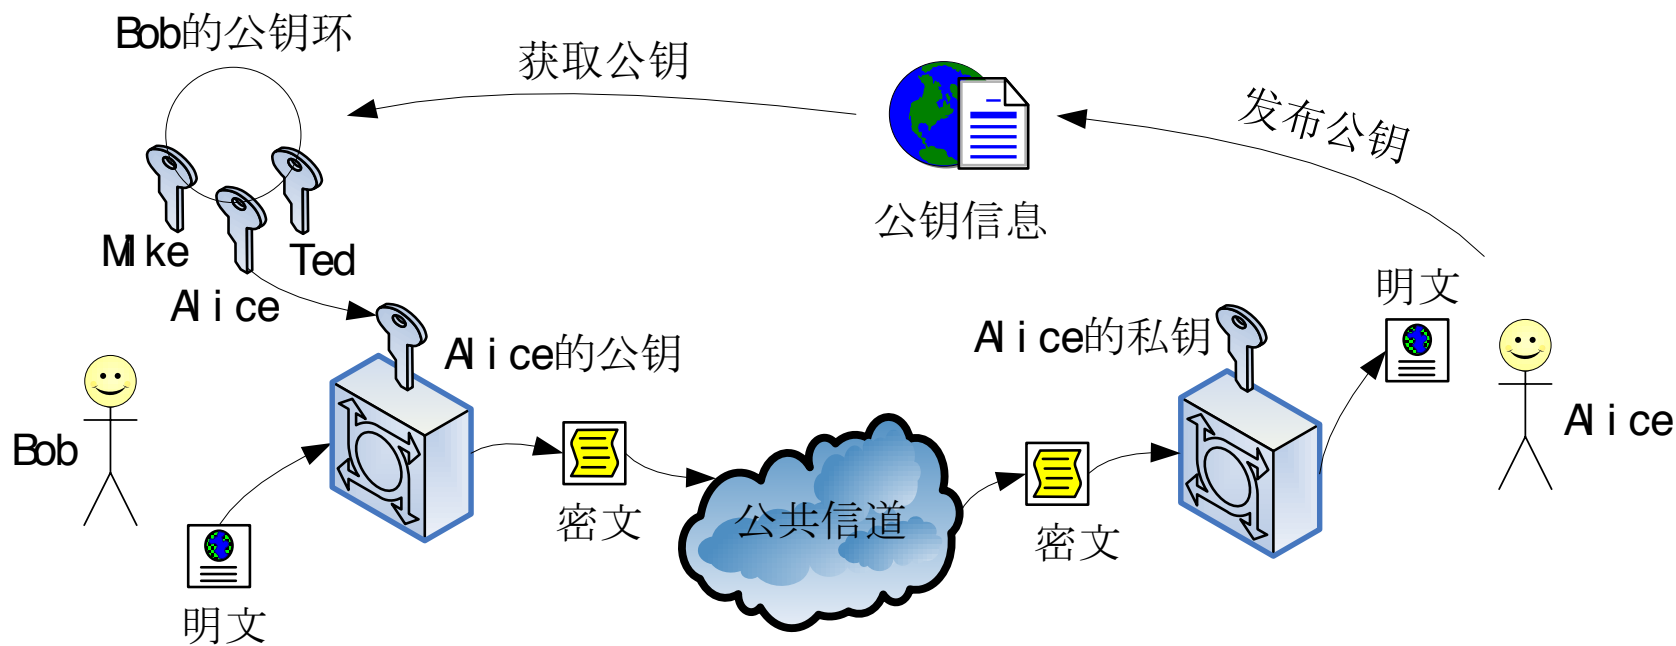 Bob的公钥环
获取公钥
发布公钥
公钥信息
Mike
Ted
Alice
明文
Alice的公钥
Alice的私钥
Bob
Alice
密文
公共信道
密文
明文